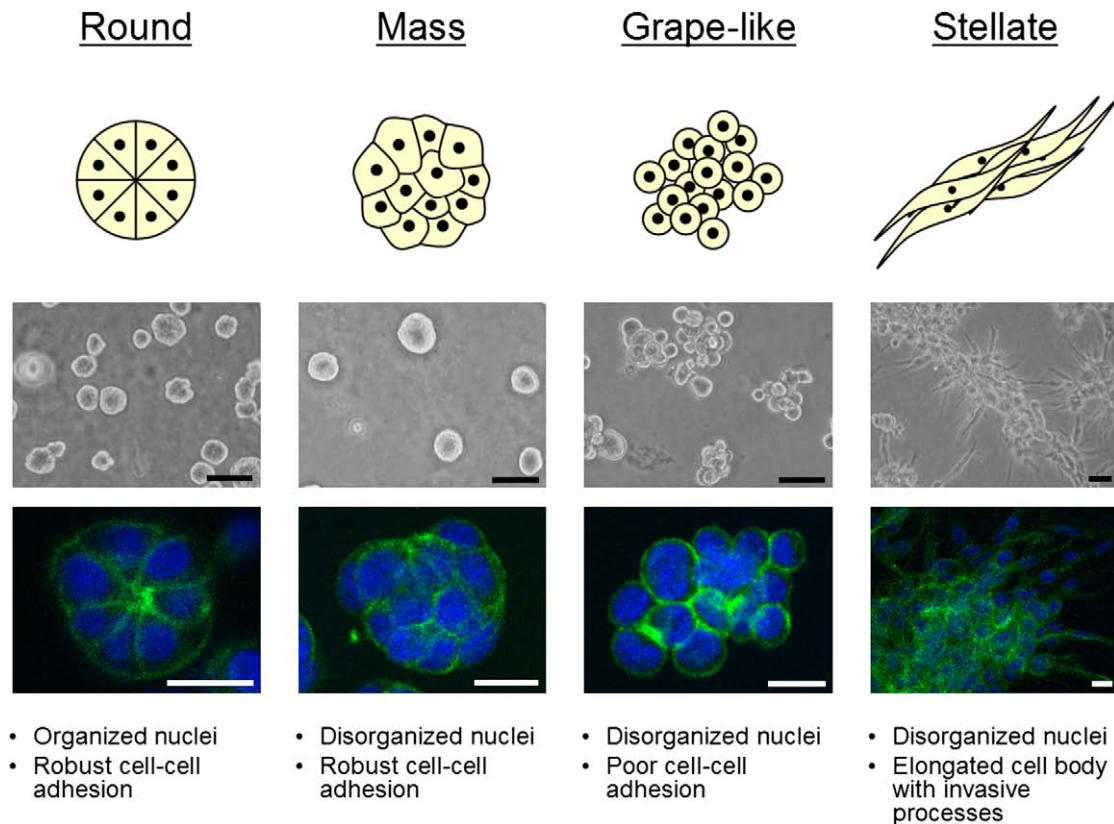 Round
Mass
Grape-like
Stellate
• Organized nuclei
• Robust cell-cell
adhesion
• Disorganized nuclei
• Robust cell-cell
adhesion
• Disorganized nuclei
• Poor cell-cell
adhesion
• Disorganized nuclei
• Elongated cell body
with invasive
processes